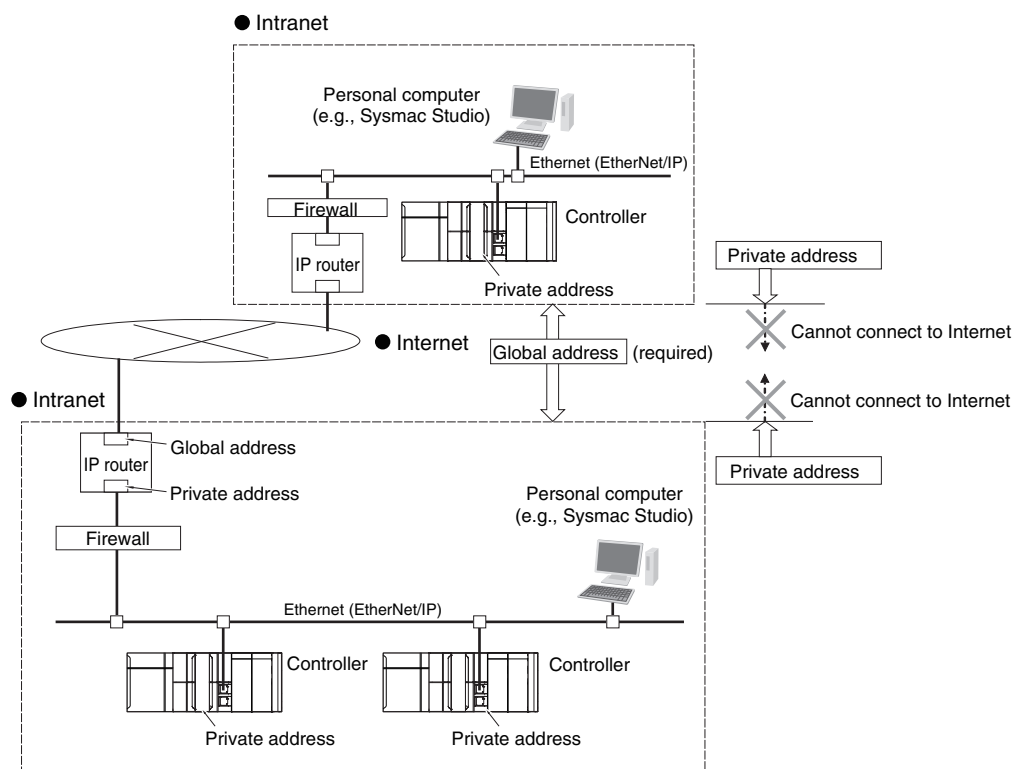 ● Intranet
Personal computer
(e.g., Sysmac Studio)
Ethernet (EtherNet/IP)
Firewall
Controller
IP router
Private address
Private address
Cannot connect to Internet
● Internet
Global address (required)
Cannot connect to Internet
Private address
● Intranet
Global address
IP router
Private address
Firewall
Personal computer
(e.g., Sysmac Studio)
Ethernet (EtherNet/IP)
Controller
Controller
Private address
Private address